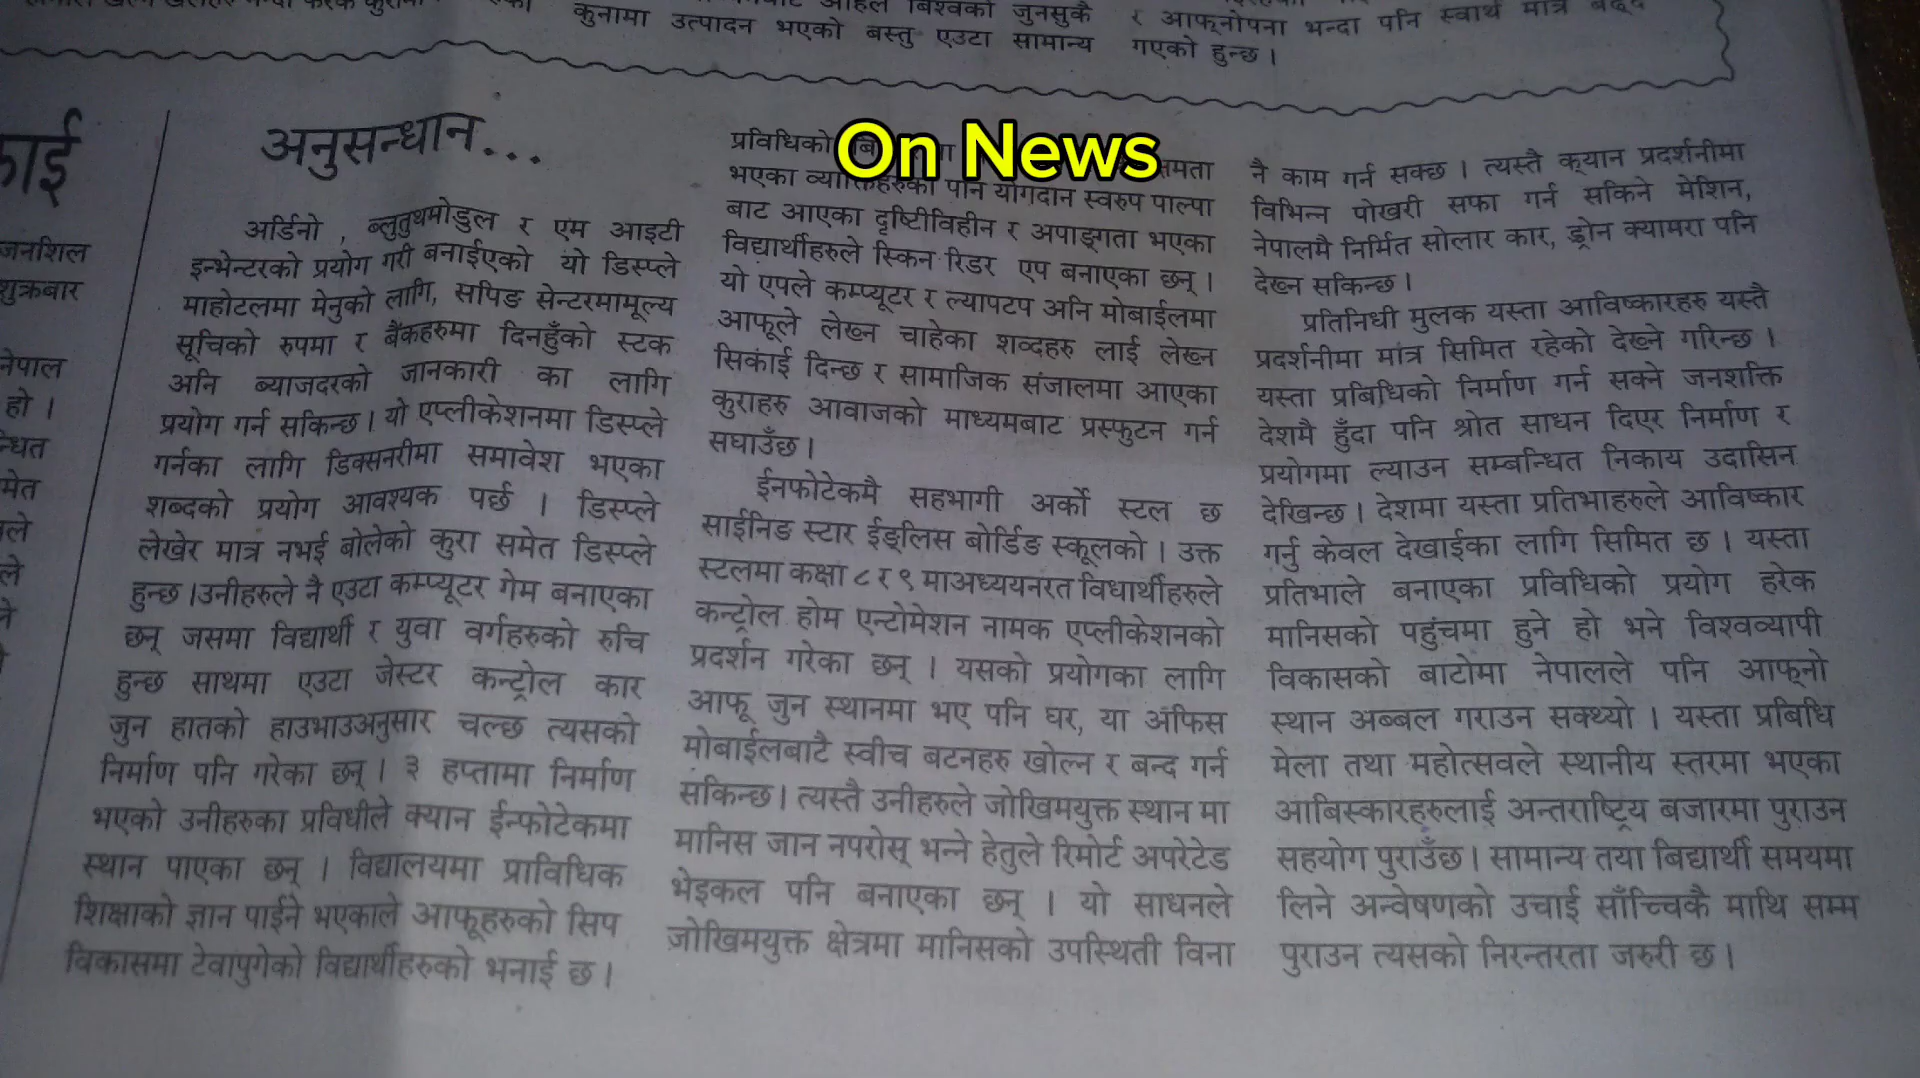 कुनामा उत्पादन भएको बस्तु एउटा सामान्य
र आफ्नोपना भन्दा पनि स्वार्थ मात्र
गएको हुन्छ ।
On News
जनशिल
शुक्रबार
नेपाल
हो ।
अनुसन्धान...
अर्डिनो , ब्लुतुथमोडुल र एम आइटी
इन्भेन्टरको प्रयोग गरी बनाईएको यो डिस्प्ले
माहोटलमा मेनुको लागि, सपिङ सेन्टरमामूल्य
सूचिको रुपमा र बैंकहरुमा दिनहुँको स्टक
अनि ब्याजदरको जानकारी का लागि
प्रयोग गर्न सकिन्छ । यो एप्लीकेशनमा डिस्प्ले
गर्नका लागि डिक्सनरीमा समावेश भएका
शब्दको प्रयोग आवश्यक पर्छ । डिस्प्ले
लेखेर मात्र नभई बोलेको कुरा समेत डिस्प्ले
हुन्छ ।उनीहरुले नै एउटा कम्प्यूटर गेम बनाएका
छन् जसमा विद्यार्थी र युवा वर्गहरुको रुचि
हुन्छ साथमा एउटा जेस्टर कन्ट्रोल कार
जुन हातको हाउभाउअनुसार चल्छ त्यसको
निर्माण पनि गरेका छन् । ३ हप्तामा निर्माण
भएको उनीहरुका प्रविधीले क्यान ईन्फोटेकमा
स्थान पाएका छन् । विद्यालयमा प्राविधिक
शिक्षाको ज्ञान पाईने भएकाले आफूहरुको सिप
विकासमा टेवापुगेको विद्यार्थीहरुको भनाई छ ।
प्रविधिको
भएका व्यक्तिहरुको पनि योगदान स्वरुप पाल्पा
बाट आएका दृष्टिविहीन र अपाङ्गता भएका
विद्यार्थीहरुले स्किन रिडर एप बनाएका छन् ।
यो एपले कम्प्यूटर र ल्यापटप अनि मोबाईलमा
आफूले लेख्न चाहेका शव्दहरु लाई लेख्न
सिकाई दिन्छ र सामाजिक संजालमा आएका
कुराहरु आवाजको माध्यमबाट प्रस्फुटन गर्न
सघाउँछ ।
ईनफोटेकमै सहभागी अर्को स्टल छ
साईनिङ स्टार ईङ्लिस बोर्डिङ स्कूलको । उक्त
स्टलमा कक्षा ८ र ९ माअध्ययनरत विधार्थीहरुले
कन्ट्रोल होम एन्टोमेशन नामक एप्लीकेशनको
प्रदर्शन गरेका छन् । यसको प्रयोगका लागि
आफू जुन स्थानमा भए पनि घर, या अफिस
मोबाईलबाटै स्वीच बटनहरु खोल्न र बन्द गर्न
सकिन्छ । त्यस्तै उनीहरुले जोखिमयुक्त स्थान मा
मानिस जान नपरोस् भन्ने हेतुले रिमोर्ट अपरेटेड
भेइकल पनि बनाएका छन् । यो साधनले
जोखिमयुक्त क्षेत्रमा मानिसको उपस्थिती विना
नै काम गर्न सक्छ । त्यस्तै क्यान प्रदर्शनीमा
विभिन्न पोखरी सफा गर्न सकिने मेशिन,
नेपालमै निर्मित सोलार कार, ड्रोन क्यामरा पनि
देख्न सकिन्छ ।
प्रतिनिधी मुलक यस्ता आविष्कारहरु यस्तै
प्रदर्शनीमा मात्र सिमित रहेको देख्ने गरिन्छ ।
यस्ता प्रबिधिको निर्माण गर्न सक्ने जनशक्ति
देशमै हुँदा पनि श्रोत साधन दिएर निर्माण र
प्रयोगमा ल्याउन सम्बन्धित निकाय उदासिन
देखिन्छ । देशमा यस्ता प्रतिभाहरुले आविष्कार
गर्नु केवल देखाईका लागि सिमित छ । यस्ता
प्रतिभाले बनाएका प्रविधिको प्रयोग हरेक
मानिसको पहुंचमा हुने हो भने विश्वव्यापी
विकासको बाटोमा नेपालले पनि आफ्नो
स्थान अब्बल गराउन सक्थ्यो । यस्ता प्रबिधि
मेला तथा महोत्सवले स्थानीय स्तरमा भएका
आबिस्कारहरुलाई अन्तराष्ट्रिय बजारमा पुराउन
सहयोग पुराउँछ । सामान्य तया बिद्यार्थी समयमा
लिने अन्वेषणको उचाई साँच्चिकै माथि सम्म
पुराउन त्यसको निरन्तरता जरुरी छ ।